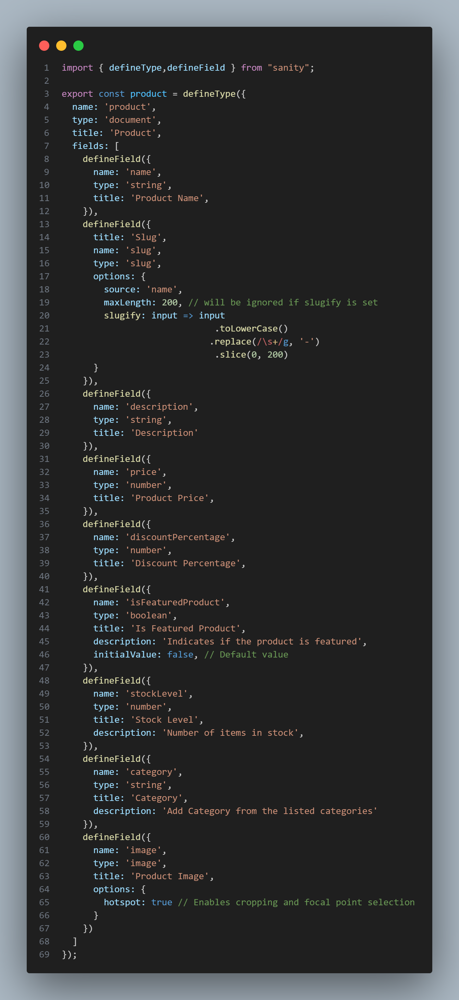 1 import { defineType,defineField } from "sanity";
2
3 export const product = defineType({
4   name: 'product',
5   type: 'document',
6   title: 'Product',
7   fields: [
8     defineField({
9       name: 'name',
10       type: 'string',
11       title: 'Product Name',
12     }),
13     defineField({
14       title: 'Slug',
15       name: 'slug',
16       type: 'slug',
17       options: {
18         source: 'name',
19         maxLength: 200, // will be ignored if slugify is set
20         slugify: input => input
21                              .toLowerCase()
22                             .replace(/\s+/g, '-')
23                              .slice(0, 200)
24       }
25     }),
26     defineField({
27       name: 'description',
28       type: 'string',
29       title: 'Description'
30     }),
31     defineField({
32       name: 'price',
33       type: 'number',
34       title: 'Product Price',
35     }),
36     defineField({
37       name: 'discountPercentage',
38       type: 'number',
39       title: 'Discount Percentage',
40     }),
41     defineField({
42       name: 'isFeaturedProduct',
43       type: 'boolean',
44       title: 'Is Featured Product',
45       description: 'Indicates if the product is featured',
46       initialValue: false, // Default value
47     }),
48     defineField({
49       name: 'stockLevel',
50       type: 'number',
51       title: 'Stock Level',
52       description: 'Number of items in stock',
53     }),
54     defineField({
55       name: 'category',
56       type: 'string',
57       title: 'Category',
58       description: 'Add Category from the listed categories'
59     }),
60     defineField({
61       name: 'image',
62       type: 'image',
63       title: 'Product Image',
64       options: {
65         hotspot: true // Enables cropping and focal point selection
66       }
67     })
68   ]
69 });